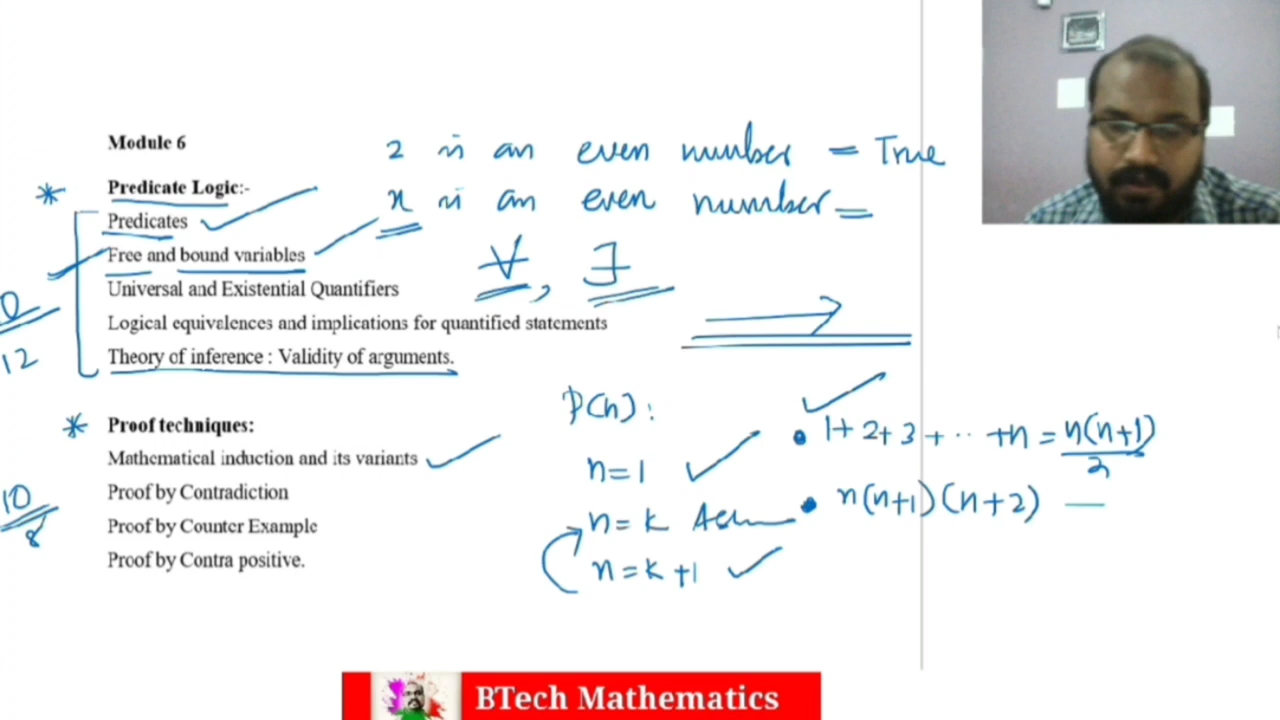 Module 6
2 is an even number = True
* Predicate Logic:-
x is an even number =
Predicates
Free and bound variables
∀, ∃
Universal and Existential Quantifiers
Logical equivalences and implications for quantified statements
12
Theory of inference : Validity of arguments.
P(n) :
* Proof techniques:
1+ 2+ 3 + ·· +n = n(n+1)
2
Mathematical induction and its variants
n=1
10
8
Proof by Contradiction
n(n+1)(n+2) —
Proof by Counter Example
n=k
Proof by Contra positive.
n=k+1
BTech Mathematics